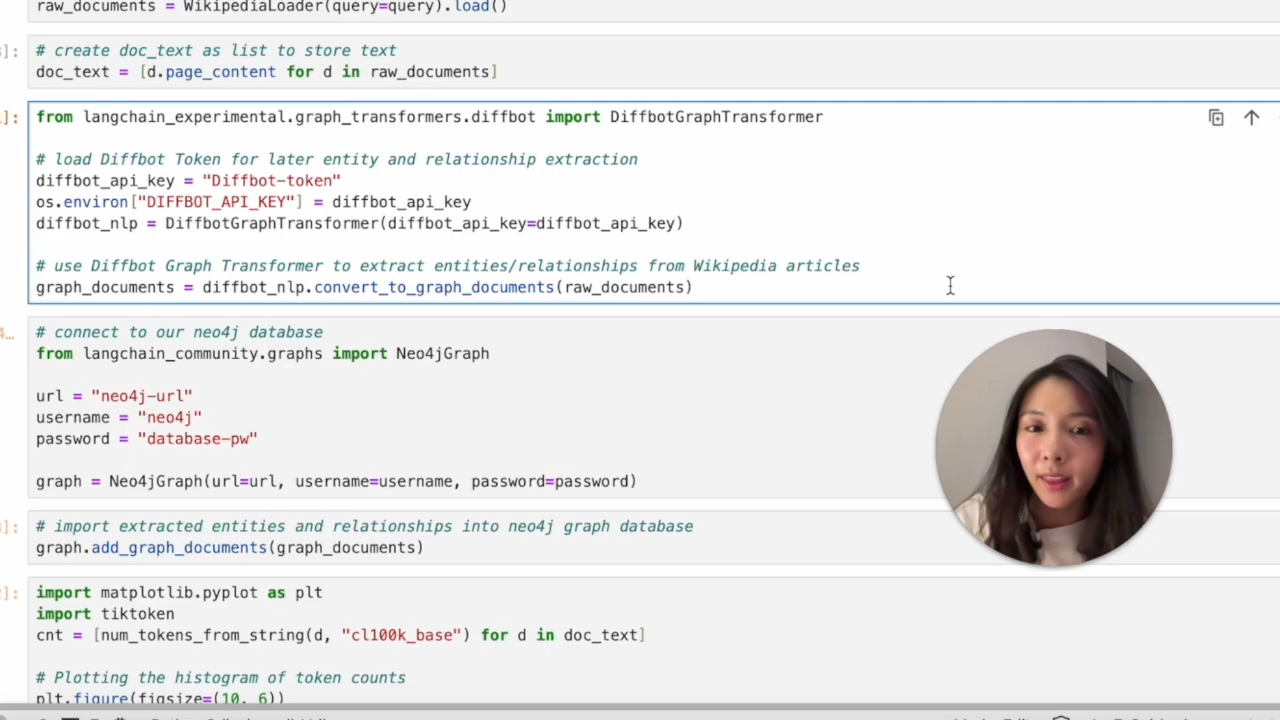 raw_documents = WikipediaLoader(query=query).load()
]:
# create doc_text as list to store text
doc_text = [d.page_content for d in raw_documents]
]:
from langchain_experimental.graph_transformers.diffbot import DiffbotGraphTransformer
# load Diffbot Token for later entity and relationship extraction
diffbot_api_key = "Diffbot-token"
os.environ["DIFFBOT_API_KEY"] = diffbot_api_key
diffbot_nlp = DiffbotGraphTransformer(diffbot_api_key=diffbot_api_key)
# use Diffbot Graph Transformer to extract entities/relationships from Wikipedia articles
graph_documents = diffbot_nlp.convert_to_graph_documents(raw_documents)
4…
# connect to our neo4j database
from langchain_community.graphs import Neo4jGraph
url = "neo4j-url"
username = "neo4j"
password = "database-pw"
graph = Neo4jGraph(url=url, username=username, password=password)
]:
# import extracted entities and relationships into neo4j graph database
graph.add_graph_documents(graph_documents)
]:
import matplotlib.pyplot as plt
import tiktoken
cnt = [num_tokens_from_string(d, "cl100k_base") for d in doc_text]
# Plotting the histogram of token counts
plt.figure(figsize=(10, 6))